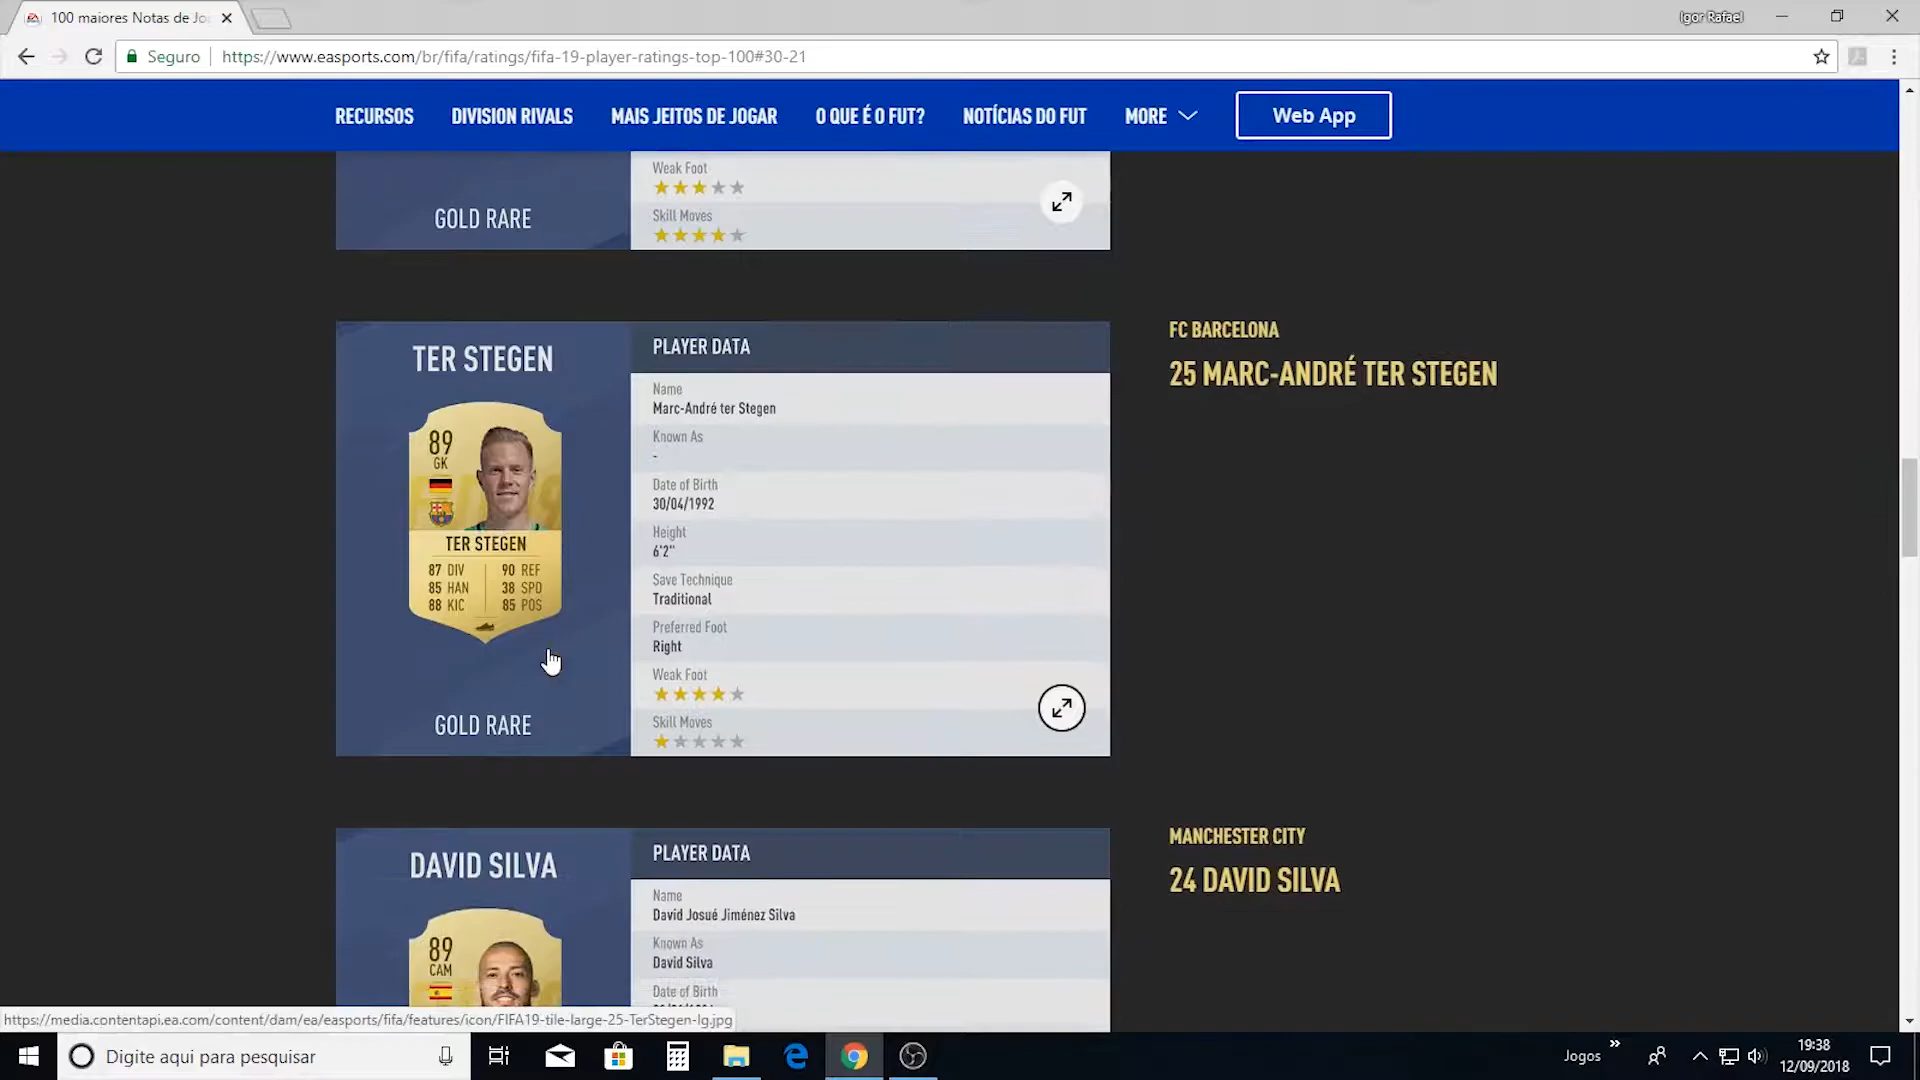 100 maiores Notas de Jo
Igor Rafael
Seguro
https://www.easports.com/br/fifa/ratings/fifa-19-player-ratings-top-100#30-21
RECURSOS
DIVISION RIVALS
MAIS JEITOS DE JOGAR
O QUE É O FUT?
NOTÍCIAS DO FUT
MORE
Web App
GOLD RARE
Weak Foot
Skill Moves
TER STEGEN
89
GK
TER STEGEN
87 DIV 90 REF
85 HAN 38 SPD
88 KIC 85 POS
GOLD RARE
PLAYER DATA
Name
Marc-André ter Stegen
Known As
-
Date of Birth
30/04/1992
Height
6'2"
Save Technique
Traditional
Preferred Foot
Right
Weak Foot
Skill Moves
FC BARCELONA
25 MARC-ANDRÉ TER STEGEN
DAVID SILVA
89
CAM
PLAYER DATA
Name
David Josué Jiménez Silva
Known As
David Silva
Date of Birth
MANCHESTER CITY
24 DAVID SILVA
https://media.contentapi.ea.com/content/dam/ea/easports/fifa/features/icon/FIFA19-tile-large-25-TerStegen-lg.jpg
Digite aqui para pesquisar
Jogos
19:38
12/09/2018